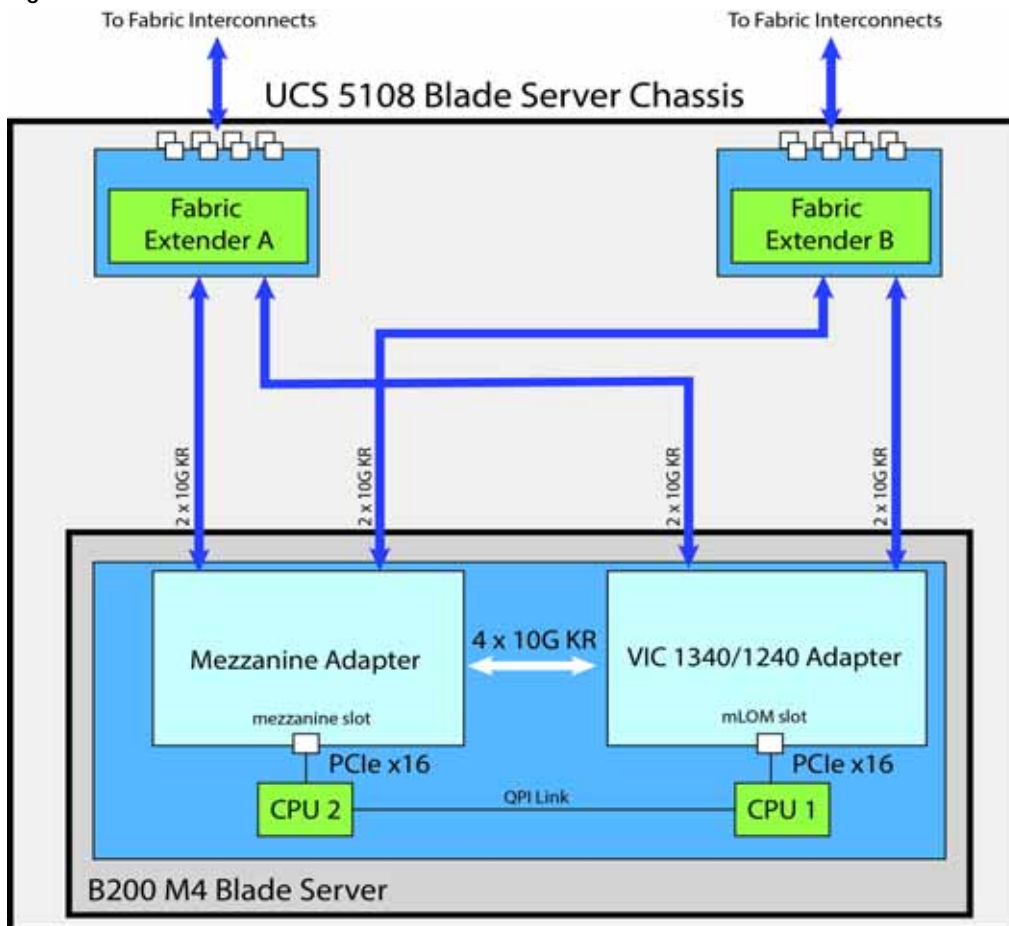 To Fabric Interconnects
To Fabric Interconnects
UCS 5108 Blade Server Chassis
Fabric
Extender A
Fabric
Extender B
2 x 10G KR
2 x 10G KR
2 x 10G KR
2 x 10G KR
Mezzanine Adapter
4 x 10G KR
VIC 1340/1240 Adapter
mezzanine slot
mLOM slot
PCIe x16
PCIe x16
CPU 2
QPI Link
CPU 1
B200 M4 Blade Server